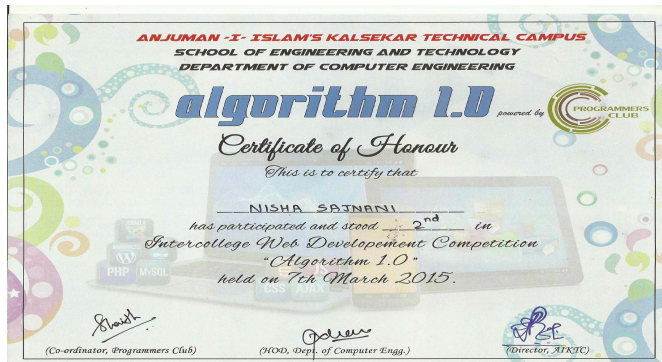 ANJUMAN -I- ISLAM'S KALSEKAR TECHNICAL CAMPUS
SCHOOL OF ENGINEERING AND TECHNOLOGY
DEPARTMENT OF COMPUTER ENGINEERING
algorithm 1.0 powered by PROGRAMMERS CLUB
Certificate of Honour
This is to certify that
NISHA SAJNANI
has participated and stood 2nd in
Intercollege Web Developement Competition
"Algorithm 1.0"
held on 7th March 2015.
PHP MySQL
CSS AJAX
(Co-ordinator, Programmers Club) (HOD, Dept. of Computer Engg.) (Director, AIKTC)